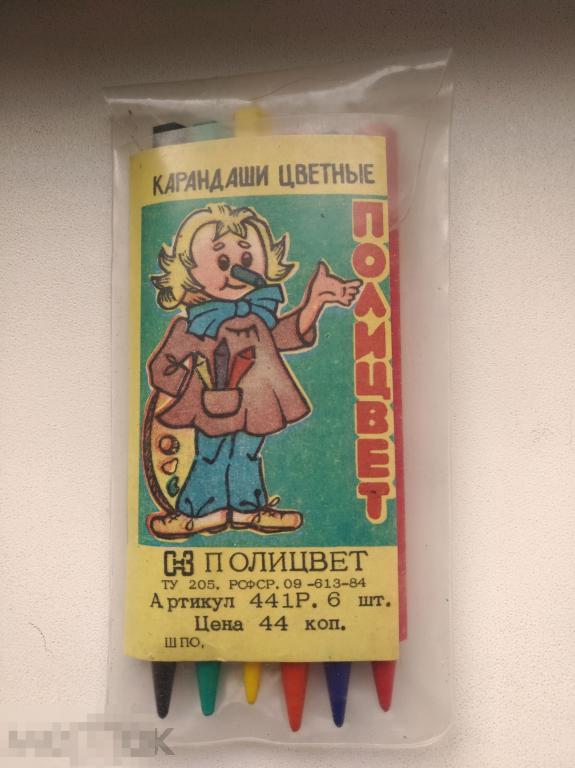 КАРАНДАШИ ЦВЕТНЫЕ
ПОЛИЦВЕТ
ПОЛИЦВЕТ
ТУ 205. РСФСР. 09-613-84
Артикул 441Р. 6 шт.
Цена 44 коп.
ШПО,